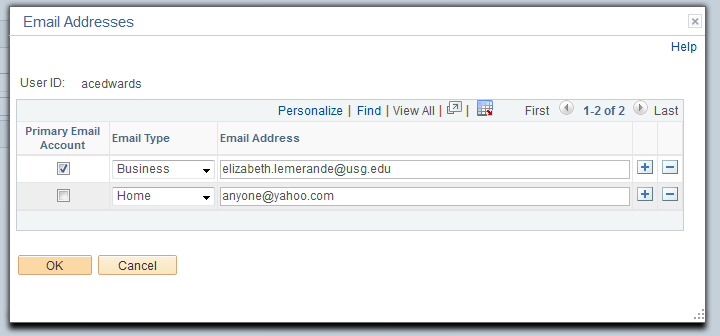 Email Addresses
Help
User ID: acedwards
Personalize | Find | View All | | First 1-2 of 2 Last
Primary Email Account Email Type Email Address
Business elizabeth.lemerande@usg.edu
Home anyone@yahoo.com
OK Cancel